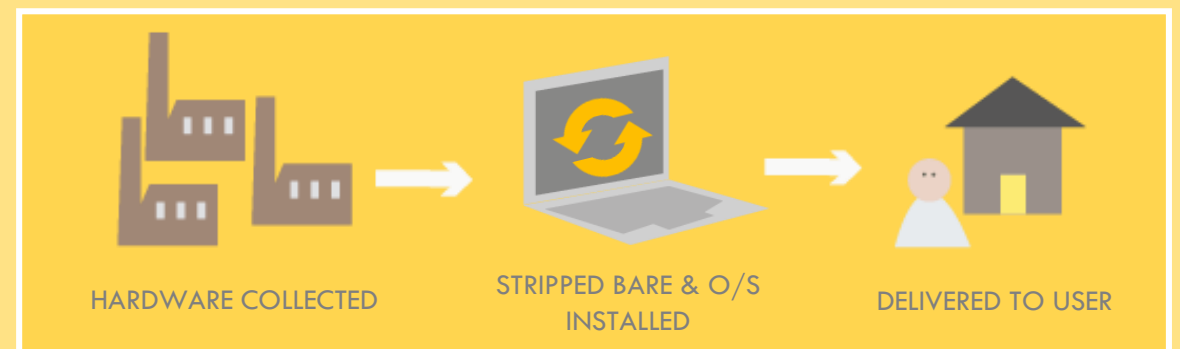 HARDWARE COLLECTED
STRIPPED BARE & O/S
INSTALLED
DELIVERED TO USER